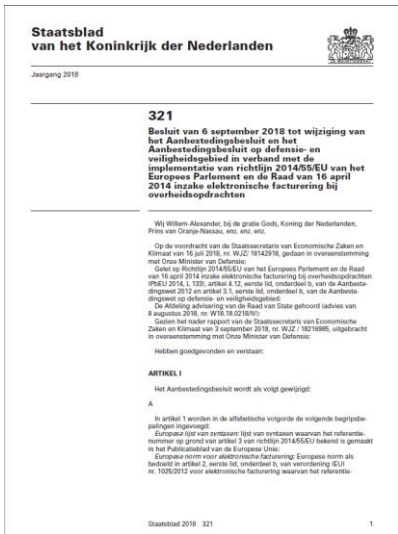 Staatsblad
van het Koninkrijk der Nederlanden
Jaargang 2018
321
Besluit van 6 september 2018 tot wijziging van
het Aanbestedingsbesluit en het
Aanbestedingsbesluit op defensie- en
veiligheidsgebied in verband met de
implementatie van richtlijn 2014/55/EU van het
Europees Parlement en de Raad van 16 april
2014 inzake elektronische facturering bij
overheidsopdrachten
Wij Willem-Alexander, bij de gratie Gods, Koning der Nederlanden,
Prins van Oranje-Nassau, enz. enz. enz.
Op de voordracht van de Staatssecretaris van Economische Zaken en
Klimaat van 16 juli 2018, nr. WJZ/ 18142918, gedaan in overeenstemming
met Onze Minister van Defensie;
Gelet op Richtlijn 2014/55/EU van het Europees Parlement en de Raad
van 16 april 2014 inzake elektronische facturering bij overheidsopdrachten
(PbEU 2014, L 133), artikel 4.12, eerste lid, onderdeel b, van de Aanbeste-
dingswet 2012 en artikel 3.1, eerste lid, onderdeel b, van de Aanbeste-
dingswet op defensie- en veiligheidsgebied;
De Afdeling advisering van de Raad van State gehoord (advies van
8 augustus 2018, nr. W18.18.0218/IV);
Gezien het nader rapport van de Staatssecretaris van Economische
Zaken en Klimaat van 3 september 2018, nr. WJZ / 18216985, uitgebracht
in overeenstemming met Onze Minister van Defensie;
Hebben goedgevonden en verstaan:
ARTIKEL I
Het Aanbestedingsbesluit wordt als volgt gewijzigd:
A
In artikel 1 worden in de alfabetische volgorde de volgende begripsbe-
palingen ingevoegd:
Europese lijst van syntaxen: lijst van syntaxen waarvan het referentie-
nummer op grond van artikel 3 van richtlijn 2014/55/EU bekend is gemaakt
in het Publicatieblad van de Europese Unie;
Europese norm voor elektronische facturering: Europese norm als
bedoeld in artikel 2, eerste lid, onderdeel b, van verordening (EU)
nr. 1025/2012 voor elektronische facturering waarvan het referentie-
Staatsblad 2018 321 1